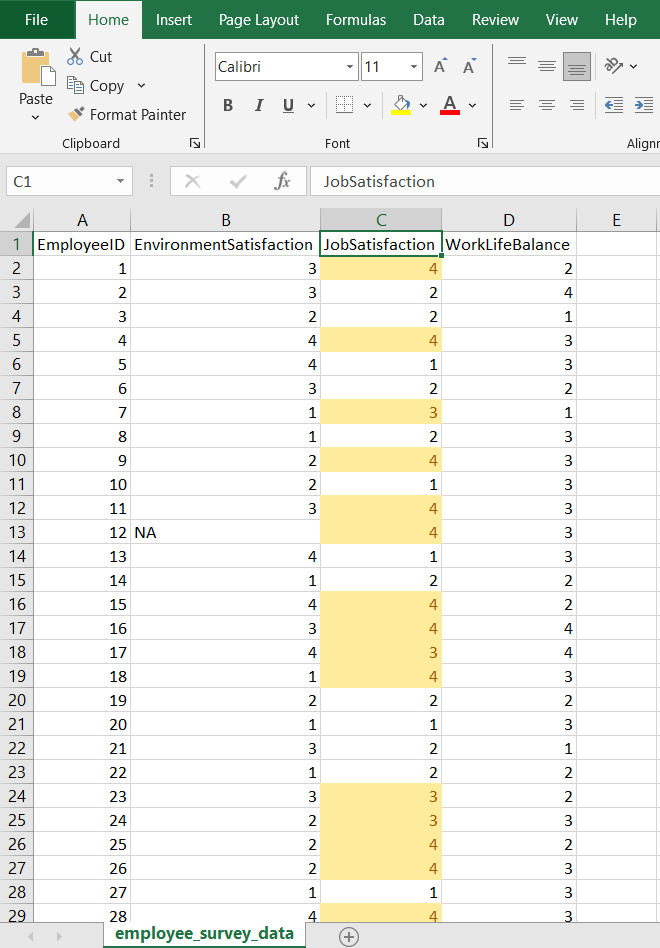 File Home Insert Page Layout Formulas Data Review View Help
Paste
Cut
Copy
Format Painter
Clipboard
Calibri 11
B I U A
Font
Alignr
C1 fx JobSatisfaction
A B C D E
1 EmployeeID EnvironmentSatisfaction JobSatisfaction WorkLifeBalance
2 1 3 4 2
3 2 3 2 4
4 3 2 2 1
5 4 4 4 3
6 5 4 1 3
7 6 3 2 2
8 7 1 3 1
9 8 1 2 3
10 9 2 4 3
11 10 2 1 3
12 11 3 4 3
13 12 NA 4 3
14 13 4 1 3
15 14 1 2 2
16 15 4 4 2
17 16 3 4 4
18 17 4 3 4
19 18 1 4 3
20 19 2 2 2
21 20 1 1 3
22 21 3 2 1
23 22 1 2 2
24 23 3 3 2
25 24 2 3 3
26 25 2 4 2
27 26 2 4 3
28 27 1 1 3
29 28 4 4 3
employee_survey_data